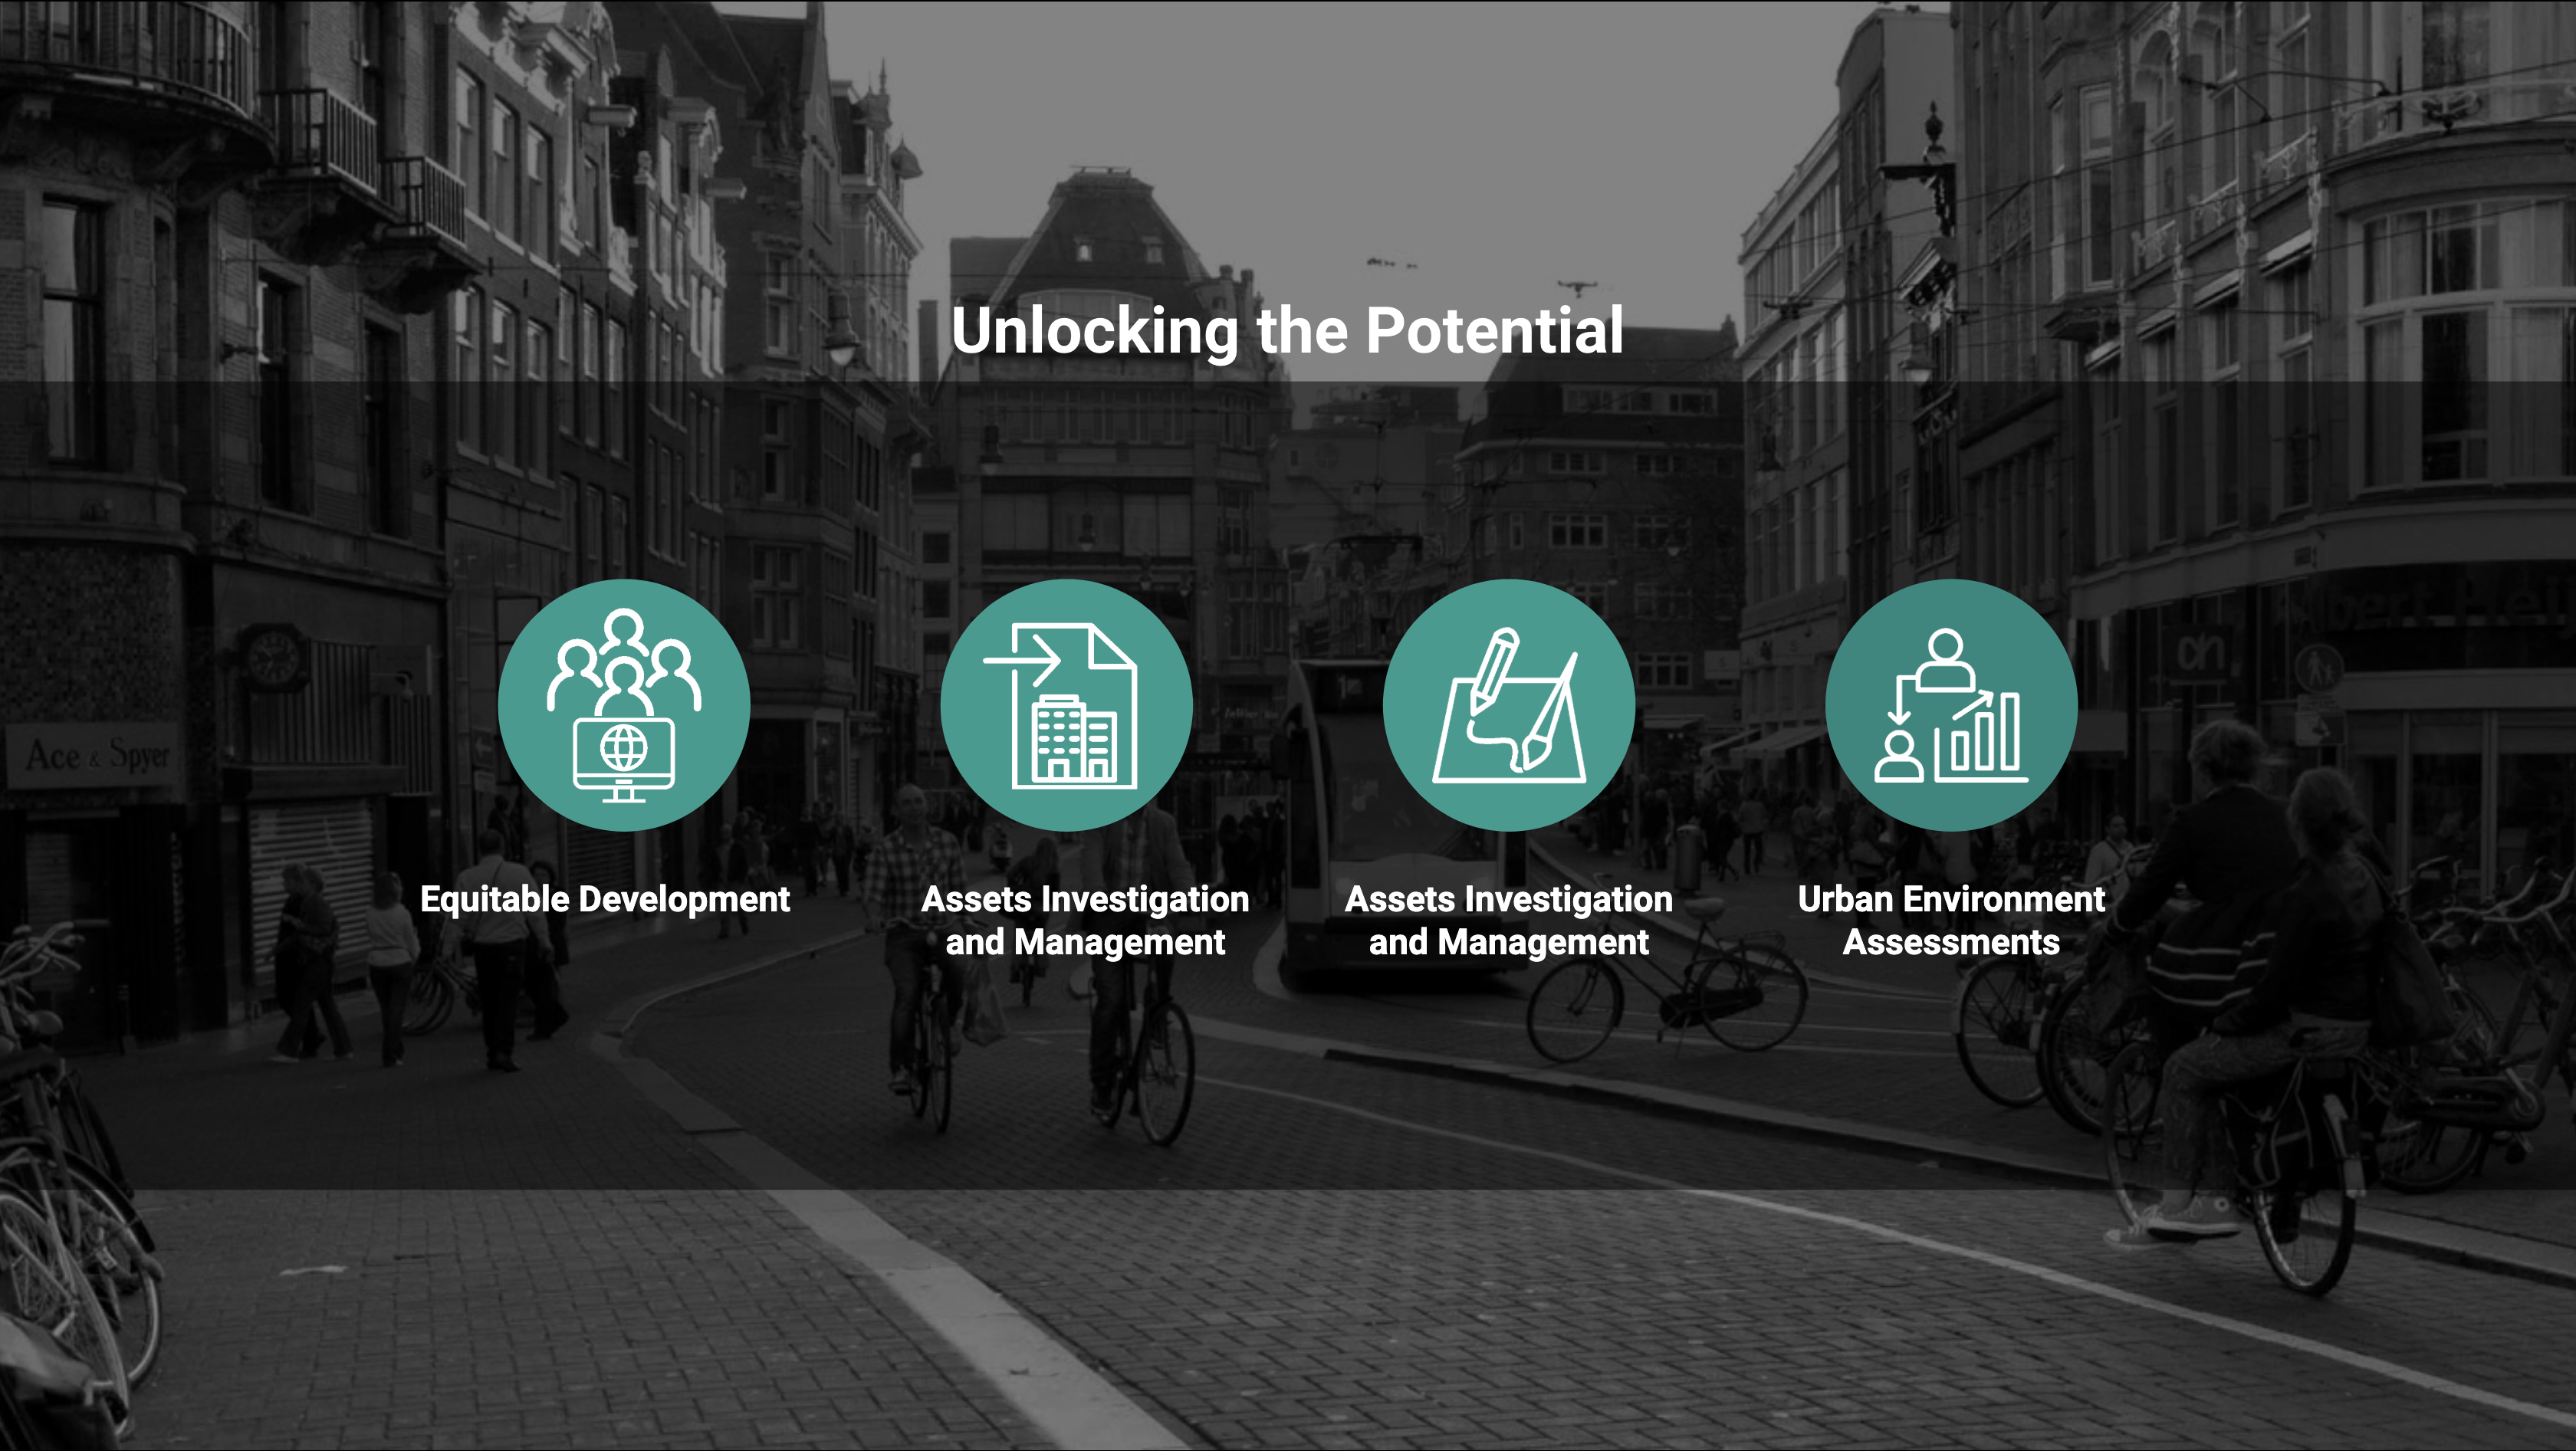 Unlocking the Potential
Equitable Development
Assets Investigation
and Management
Assets Investigation
and Management
Urban Environment
Assessments
Ace & Spyer